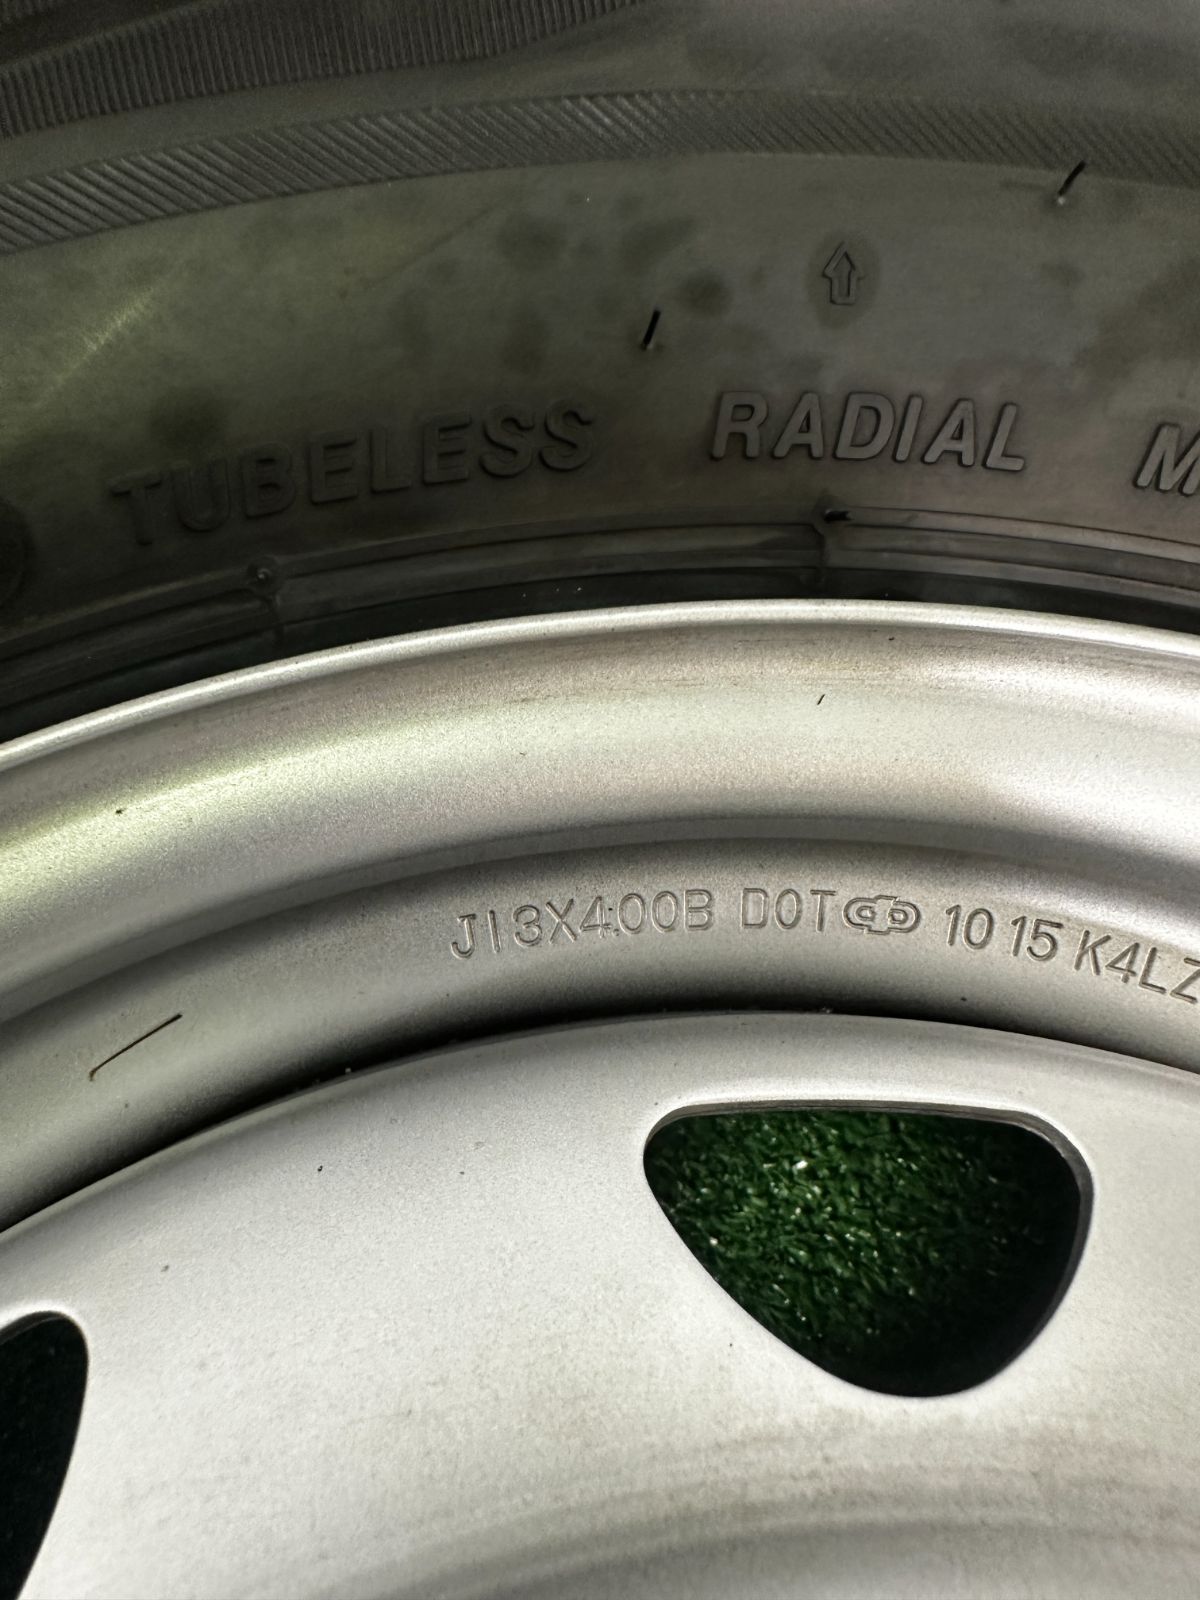 TUBELESS RADIAL M
J13X4.00B DOT 10 15 K4LZ